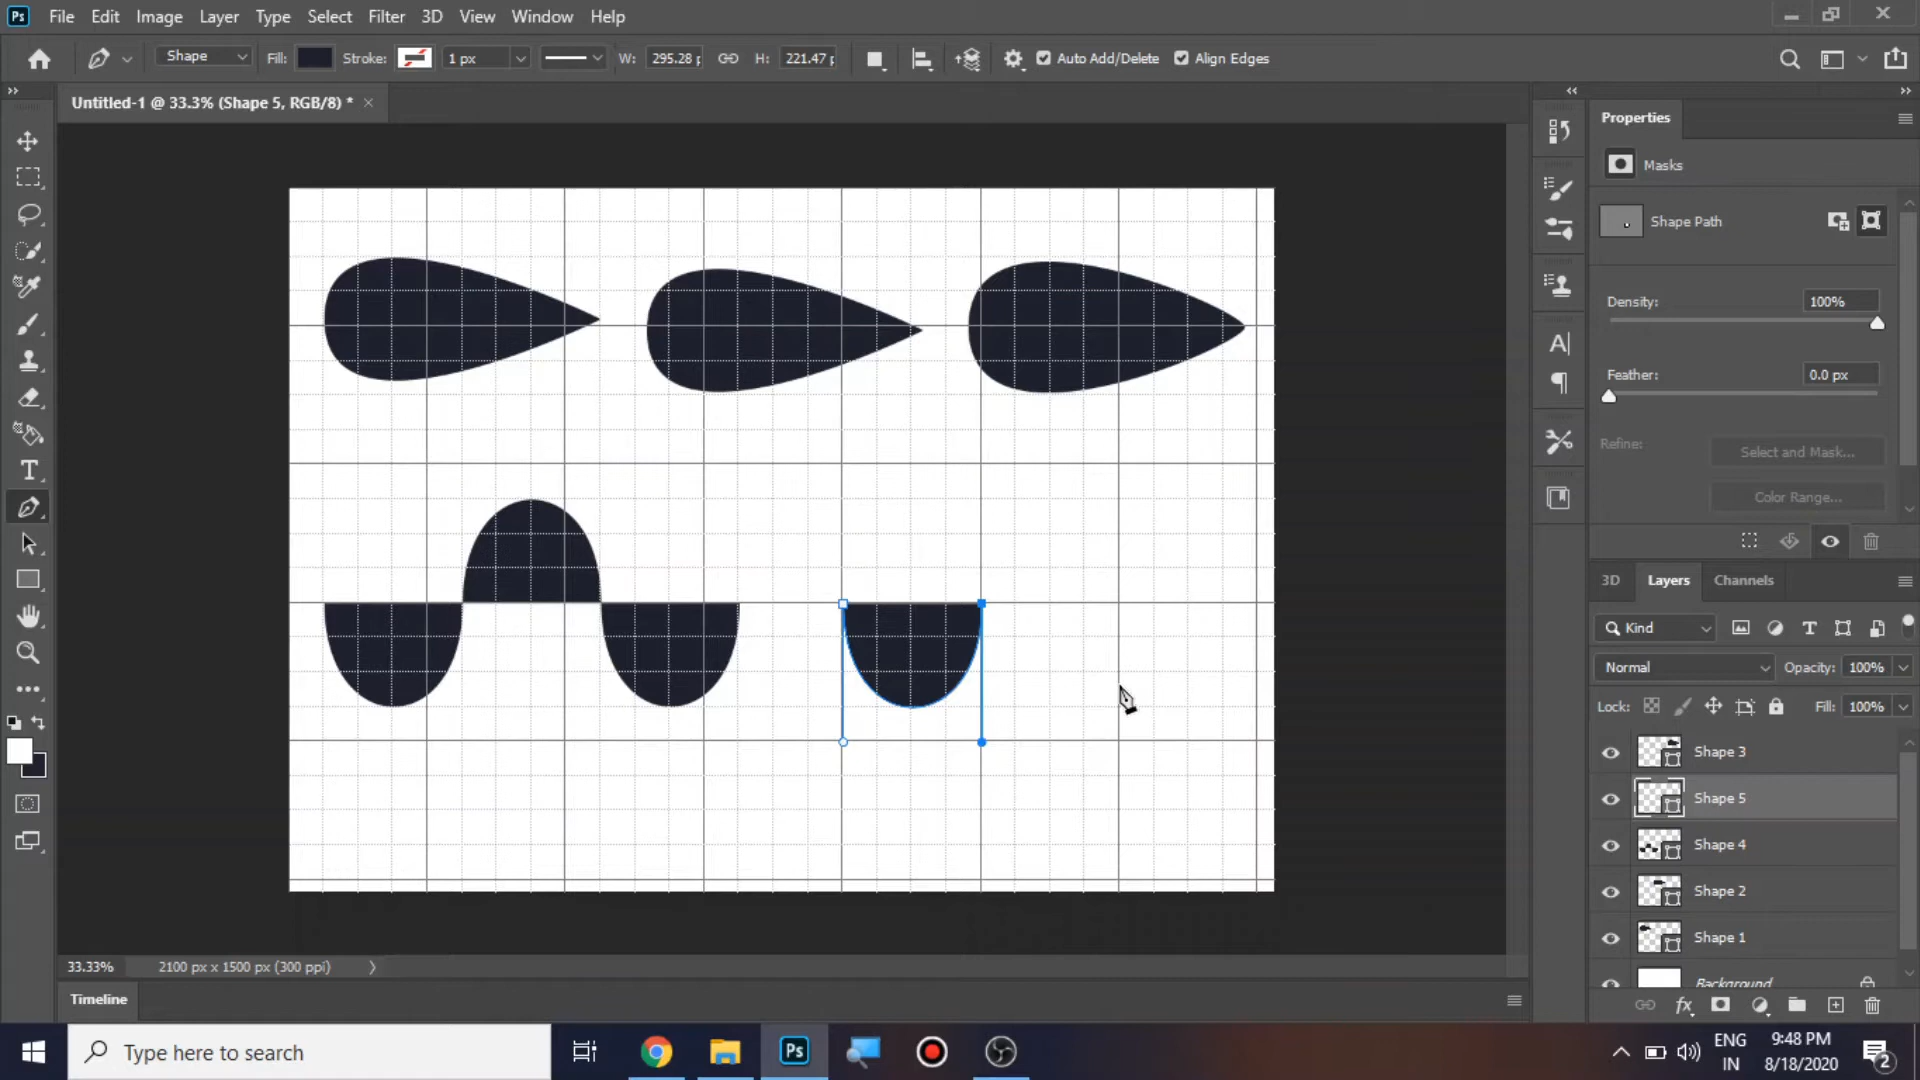 Ps File Edit Image Layer Type Select Filter 3D View Window Help
Shape Fill: Stroke: 1 px W: 295.28 p H: 221.47 p Auto Add/Delete Align Edges
Untitled-1 @ 33.3% (Shape 5, RGB/8) *
Properties
Masks
Shape Path
Density: 100%
Feather: 0.0 px
Refine: Select and Mask...
Color Range...
3D Layers Channels
Kind
Normal Opacity: 100%
Lock: Fill: 100%
Shape 3
Shape 5
Shape 4
Shape 2
Shape 1
Background
33.33% 2100 px x 1500 px (300 ppi)
Timeline
Type here to search
Ps
ENG
IN
9:48 PM
8/18/2020
2